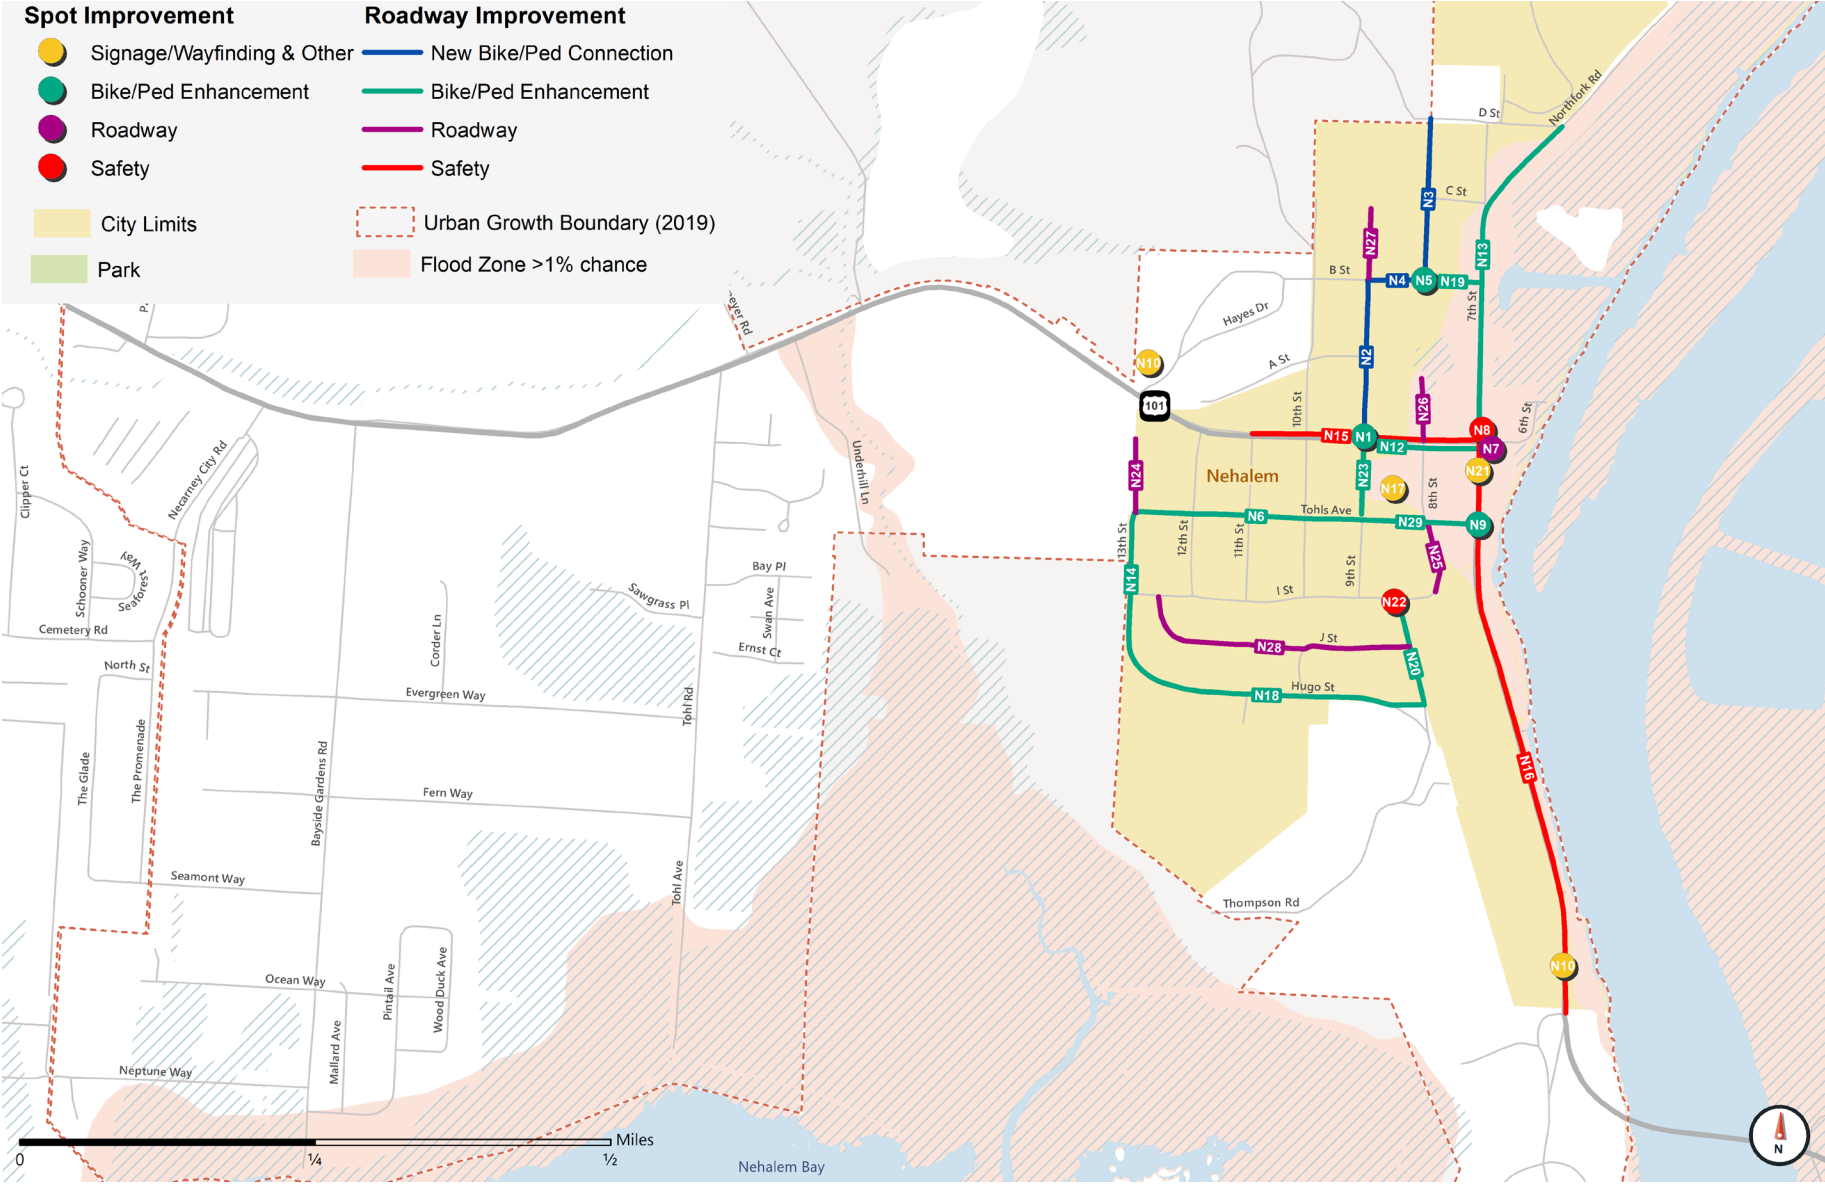 Spot Improvement
Signage/Wayfinding & Other
Bike/Ped Enhancement
Roadway
Safety
City Limits
Park
Roadway Improvement
New Bike/Ped Connection
Bike/Ped Enhancement
Roadway
Safety
Urban Growth Boundary (2019)
Flood Zone >1% chance
D St
Northfork Rd
C St
N3
N27
N13
B St
N4
N5
N19
7th St
Hayes Dr
A St
N2
N10
101
10th St
N26
6th St
N15
N1
N12
N8
N7
N21
Nehalem
N24
N23
N17
8th St
Tohls Ave
N6
N29
N9
13th St
12th St
11th St
9th St
N25
N14
I St
N22
N28
J St
N20
N18
Hugo St
N16
Thompson Rd
N10
Underhill Ln
Necarney City Rd
Clipper Ct
Schooner Way
Seaforest Way
Cemetery Rd
North St
Corder Ln
Sawgrass Pl
Bay Pl
Swan Ave
Ernst Ct
Evergreen Way
Tohl Rd
The Glade
The Promenade
Bayside Gardens Rd
Fern Way
Seamont Way
Tohl Ave
Ocean Way
Pintail Ave
Wood Duck Ave
Mallard Ave
Neptune Way
Nehalem Bay
0
¼
½
Miles
N